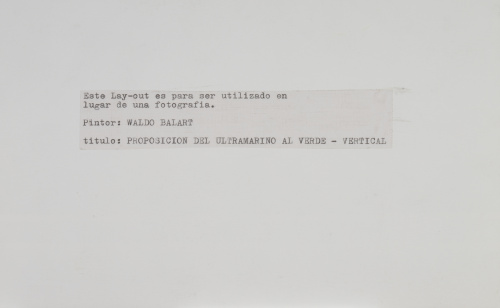 Este Lay-out es para ser utilizado en
lugar de una fotografia.
Pintor: WALDO BALART
titulo: PROPOSICION DEL ULTRAMARINO AL VERDE - VERTICAL